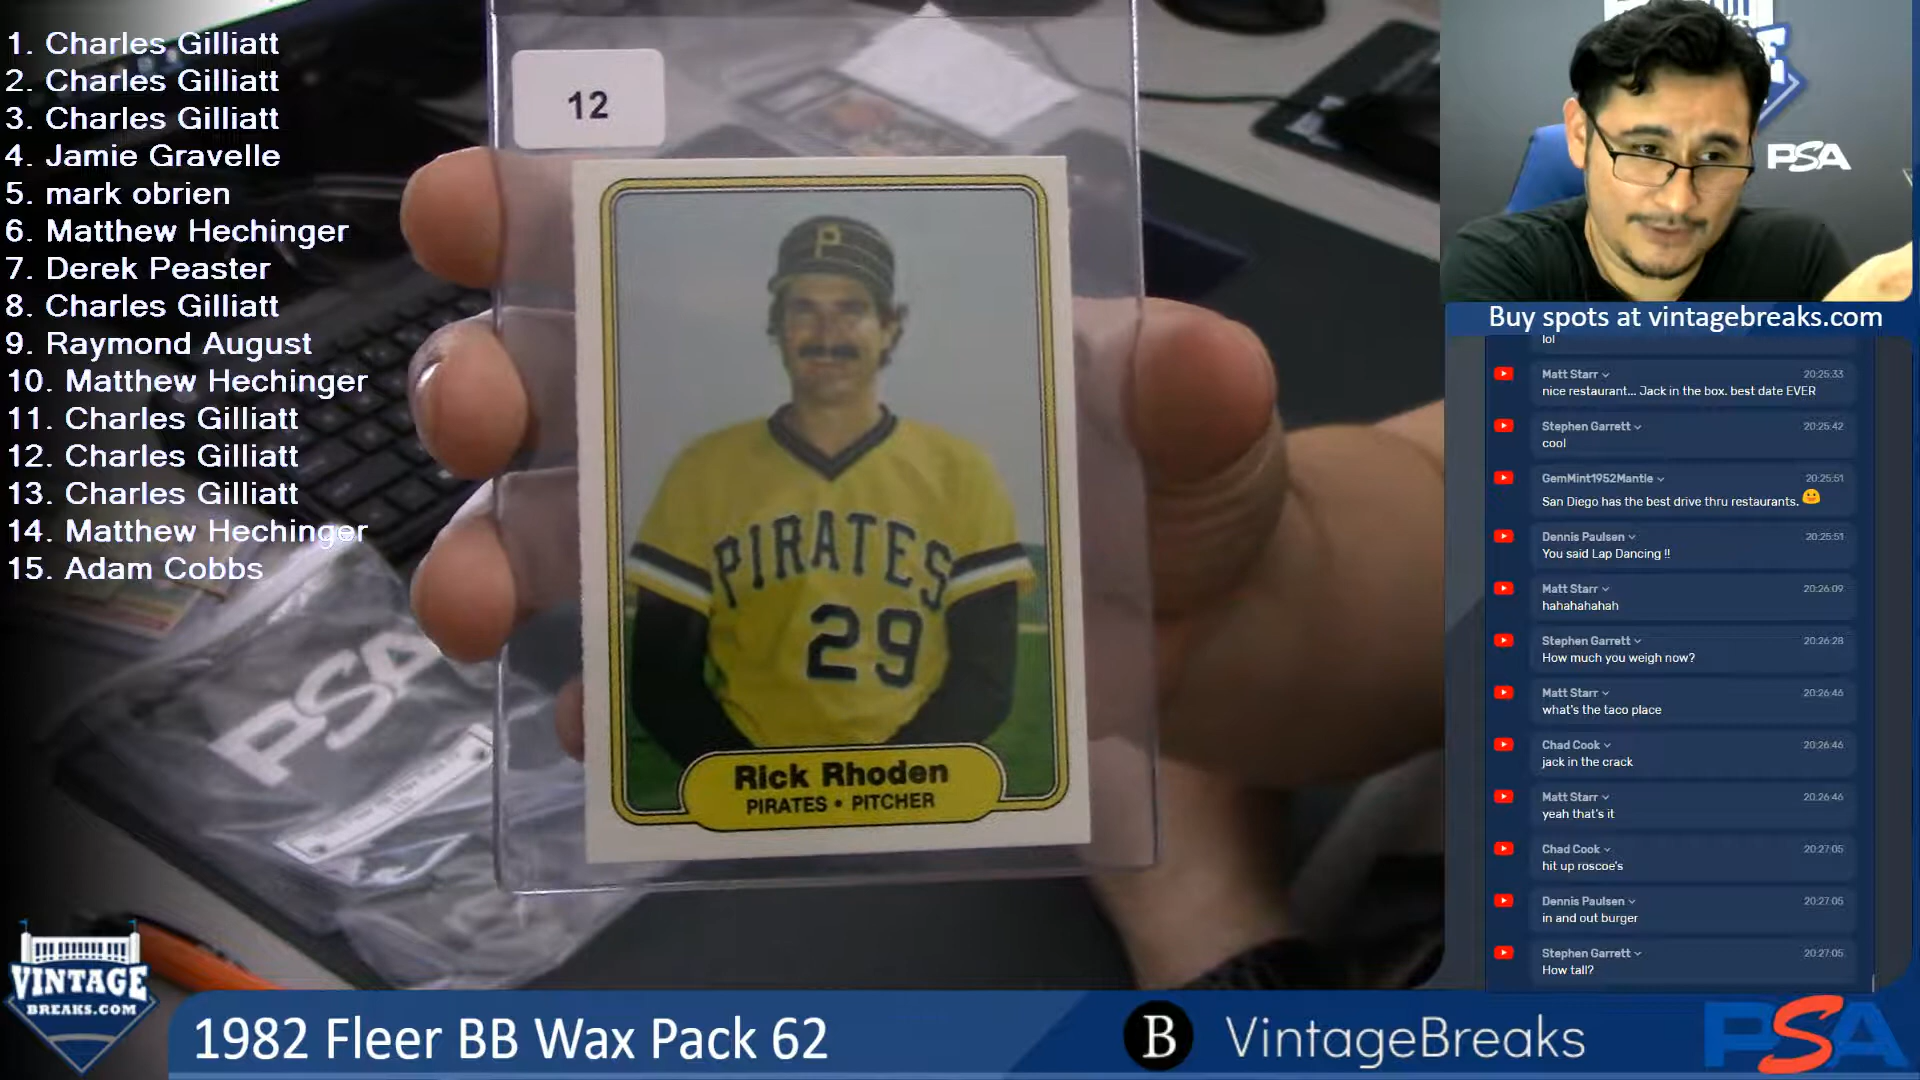 1. Charles Gilliatt
2. Charles Gilliatt
3. Charles Gilliatt
4. Jamie Gravelle
5. mark obrien
6. Matthew Hechinger
7. Derek Peaster
8. Charles Gilliatt
9. Raymond August
10. Matthew Hechinger
11. Charles Gilliatt
12. Charles Gilliatt
13. Charles Gilliatt
14. Matthew Hechinger
15. Adam Cobbs
12
P
PIRATES
29
Rick Rhoden
PIRATES • PITCHER
PSA
PSA
Buy spots at vintagebreaks.com
lol
Matt Starr 20:25:33
nice restaurant... Jack in the box. best date EVER
Stephen Garrett 20:25:42
cool
GemMint1952Mantle 20:25:51
San Diego has the best drive thru restaurants.
Dennis Paulsen 20:25:51
You said Lap Dancing !!
Matt Starr 20:26:09
hahahahahah
Stephen Garrett 20:26:28
How much you weigh now?
Matt Starr 20:26:46
what's the taco place
Chad Cook 20:26:46
jack in the crack
Matt Starr 20:26:46
yeah that's it
Chad Cook 20:27:05
hit up roscoe's
Dennis Paulsen 20:27:05
in and out burger
Stephen Garrett 20:27:05
How tall?
VINTAGE
BREAKS.COM
1982 Fleer BB Wax Pack 62
B VintageBreaks
PSA